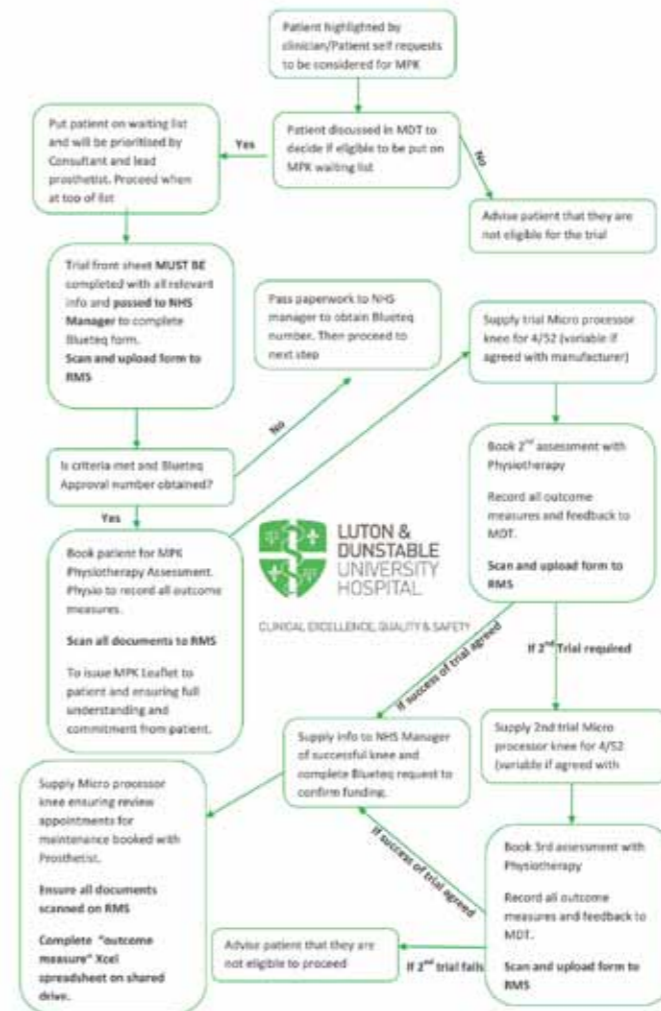 Patient highlighted by
clinician/Patient self requests
to be considered for MPK
Put patient on waiting list
and will be prioritised by
Consultant and lead
prosthetist. Proceed when
at top of list
Yes
Patient discussed in MDT to
decide if eligible to be put on
MPK waiting list
No
Advise patient that they are
not eligible for the trial
Trial front sheet MUST BE
completed with all relevant
info and passed to NHS
Manager to complete
Blueteq form.
Scan and upload form to
RMS
Pass paperwork to NHS
manager to obtain Blueteq
number. Then proceed to
next step
Supply trial Micro processor
knee for 4/52 (variable if
agreed with manufacturer)
No
Is criteria met and Blueteq
Approval number obtained?
Yes
Book 2nd assessment with
Physiotherapy
Record all outcome
measures and feedback to
MDT.
Scan and upload form to
RMS
Book patient for MPK
Physiotherapy Assessment.
Physio to record all outcome
measures.
Scan all documents to RMS
To issue MPK Leaflet to
patient and ensuring full
understanding and
commitment from patient.
LUTON &
DUNSTABLE
UNIVERSITY
HOSPITAL
CLINICAL EXCELLENCE, QUALITY & SAFETY
If success of trial agreed
If 2nd Trial required
Supply info to NHS Manager
of successful knee and
complete Blueteq request to
confirm funding.
Supply 2nd trial Micro
processor knee for 4/52
(variable if agreed with
Supply Micro processor
knee ensuring review
appointments for
maintenance booked with
Prosthetist.
Ensure all documents
scanned on RMS
Complete "outcome
measure" Xcel
spreadsheet on shared
drive.
If success of trial agreed
Book 3rd assessment with
Physiotherapy
Record all outcome
measures and feedback to
MDT.
Scan and upload form to
RMS
Advise patient that they are
not eligible to proceed
If 2nd trial fails